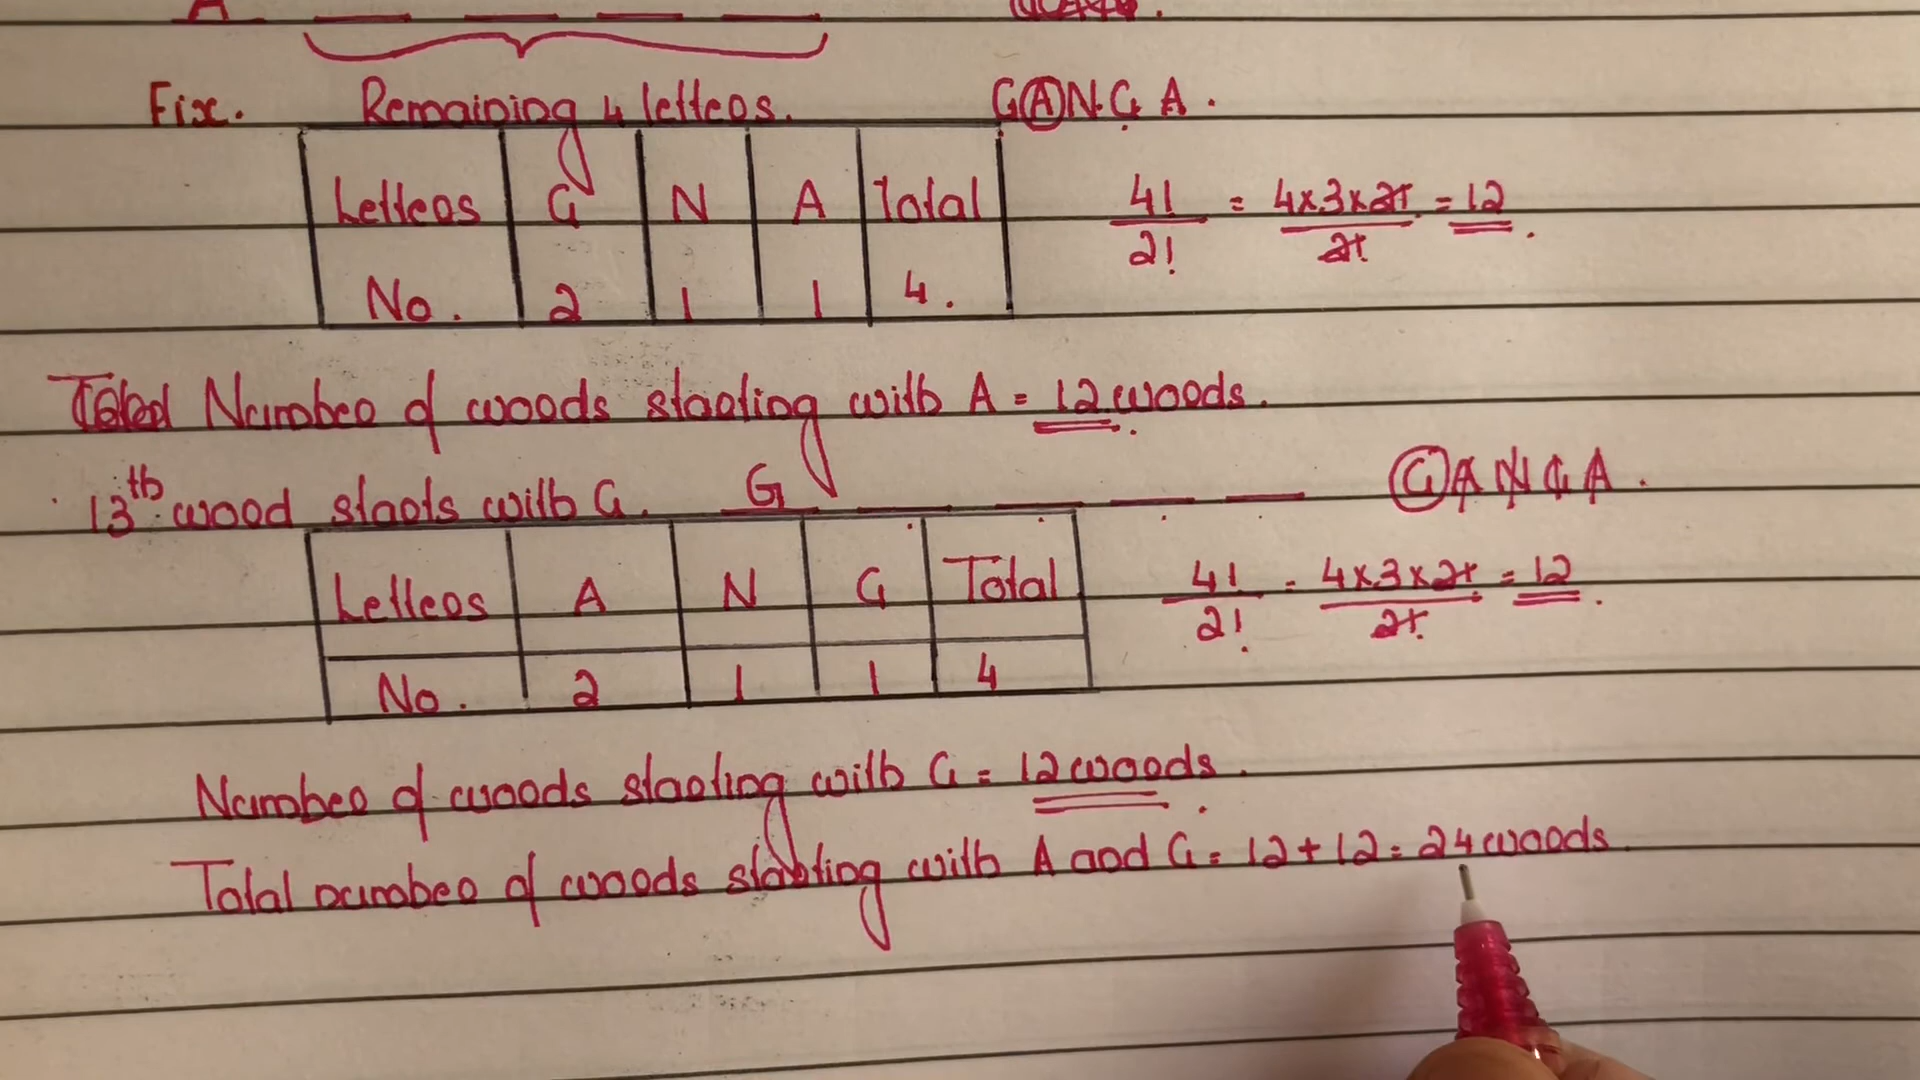 A
Fix. Remaining 4 letters. GANGA.
Letters G N A Total
No. 2 1 1 4.
4!/2! = 4x3x2!/2! = 12.
Total Number of words starting with A = 12 words.
13th word starts with G. G GANGA.
Letters A N G Total
No. 2 1 1 4
4!/2! = 4x3x2!/2! = 12.
Number of words starting with G = 12 words.
Total number of words starting with A and G = 12+12 = 24 words